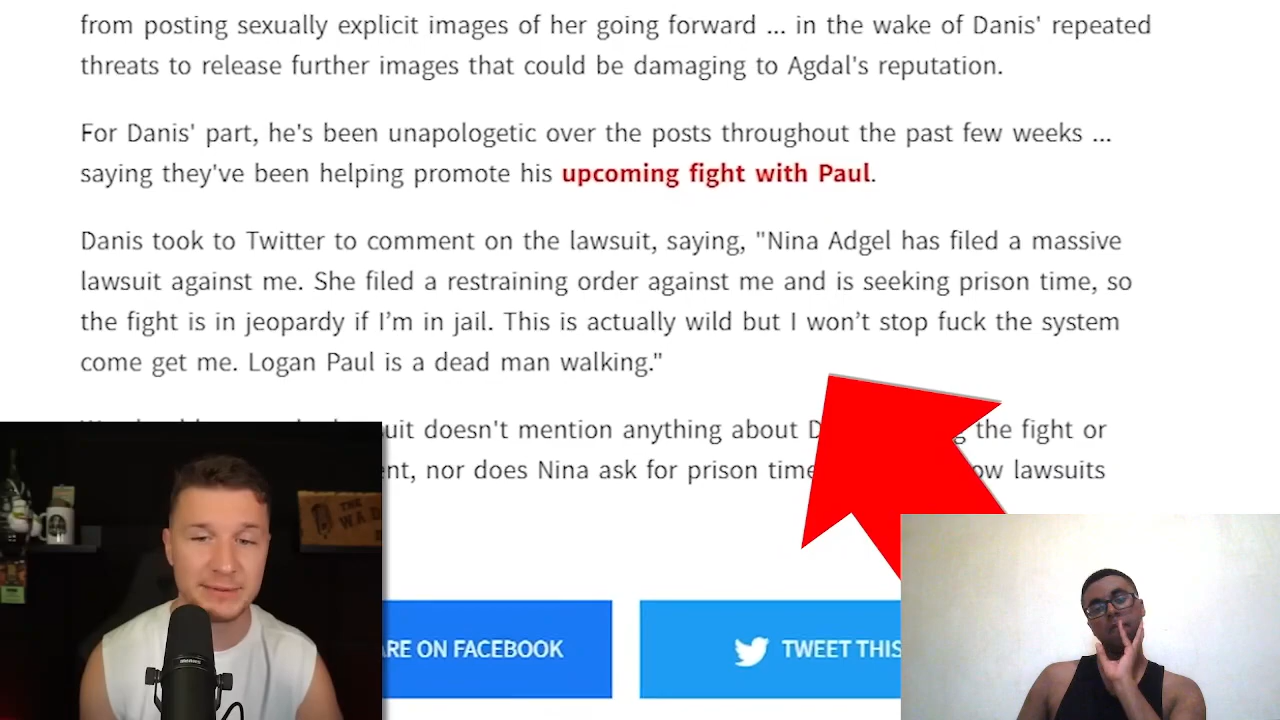 from posting sexually explicit images of her going forward ... in the wake of Danis' repeated
threats to release further images that could be damaging to Agdal's reputation.
For Danis' part, he's been unapologetic over the posts throughout the past few weeks ...
saying they've been helping promote his upcoming fight with Paul.
Danis took to Twitter to comment on the lawsuit, saying, "Nina Adgel has filed a massive
lawsuit against me. She filed a restraining order against me and is seeking prison time, so
the fight is in jeopardy if I’m in jail. This is actually wild but I won’t stop fuck the system
come get me. Logan Paul is a dead man walking."
doesn't mention anything about the fight or
nor does Nina ask for prison time lawsuits
THE
ON FACEBOOK
TWEET THIS